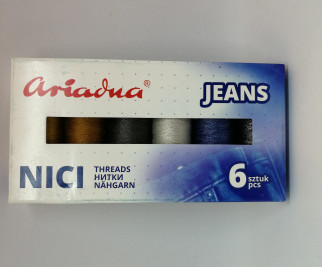 Ariadna®
JEANS
NICI
THREADS
НИТКИ
NÄHGARN
6 sztuk
pcs